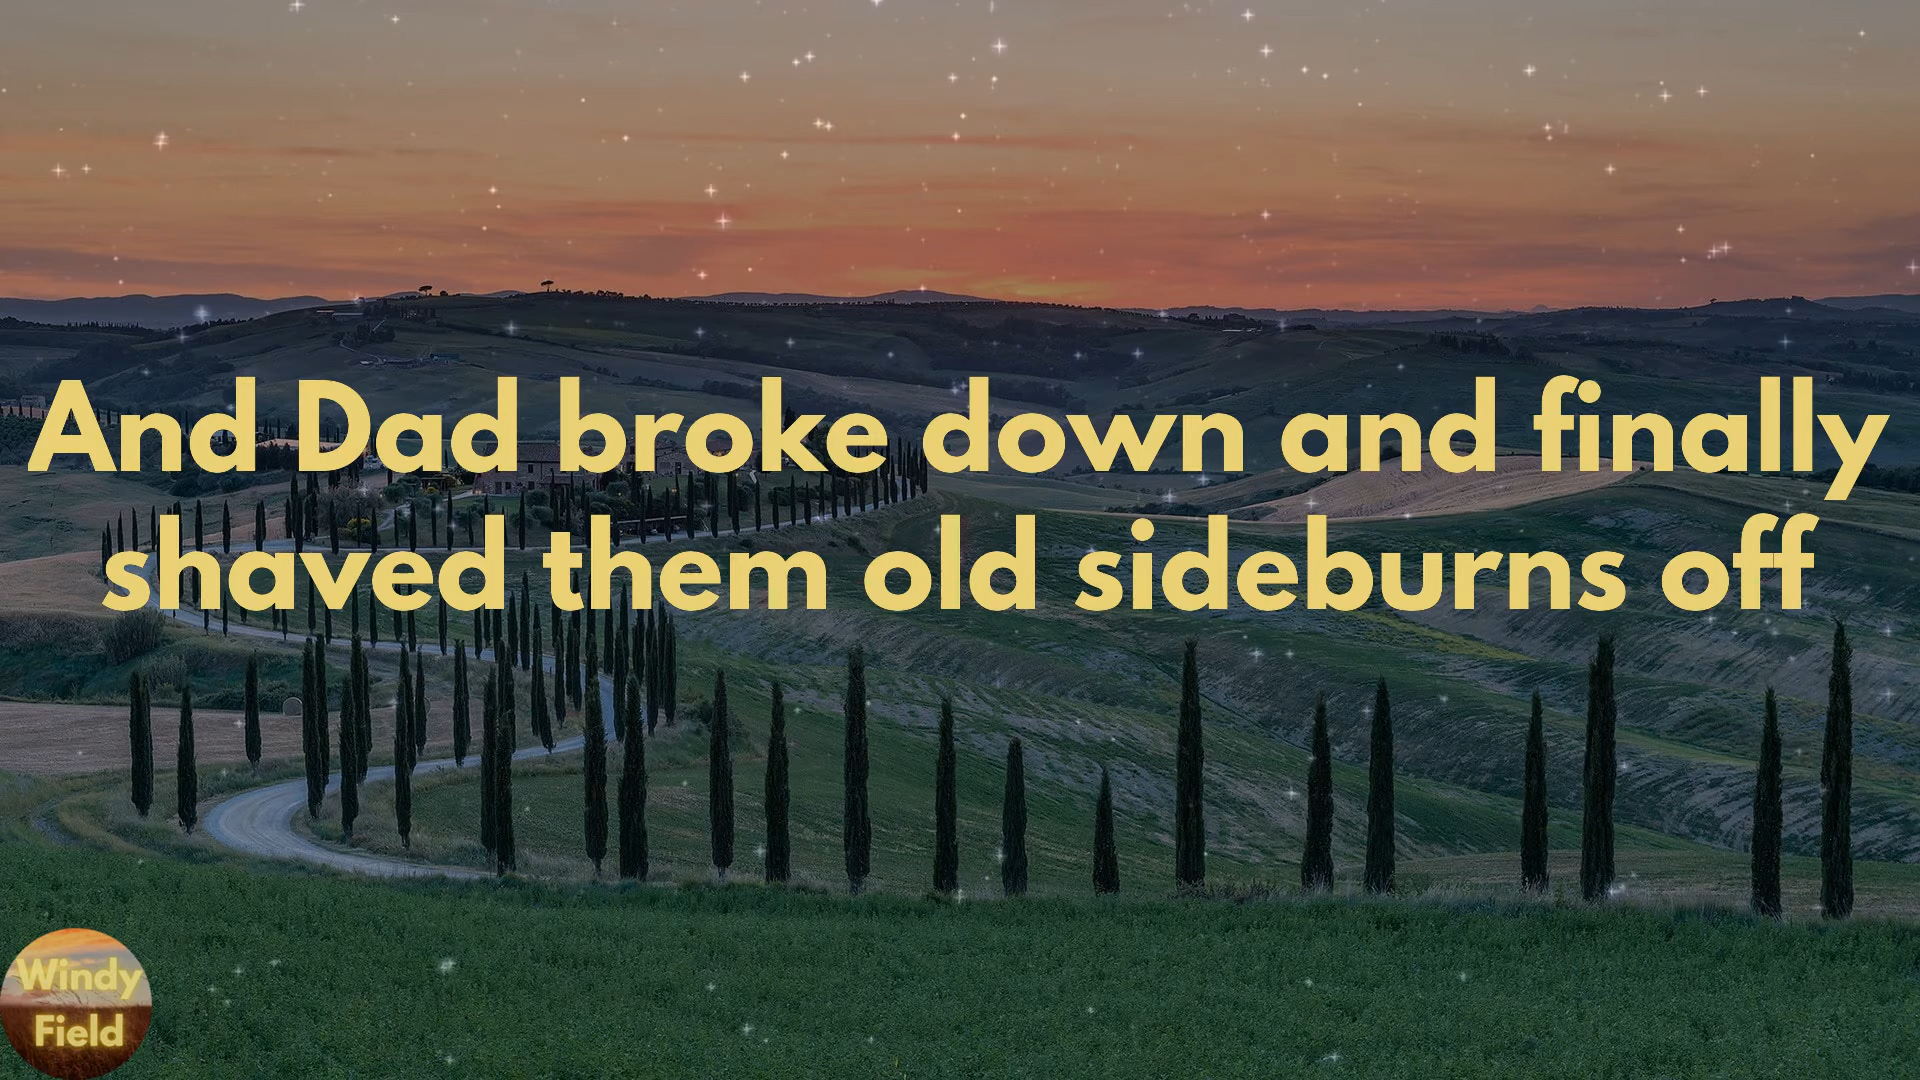 And Dad broke down and finally
shaved them old sideburns off
Windy
Field